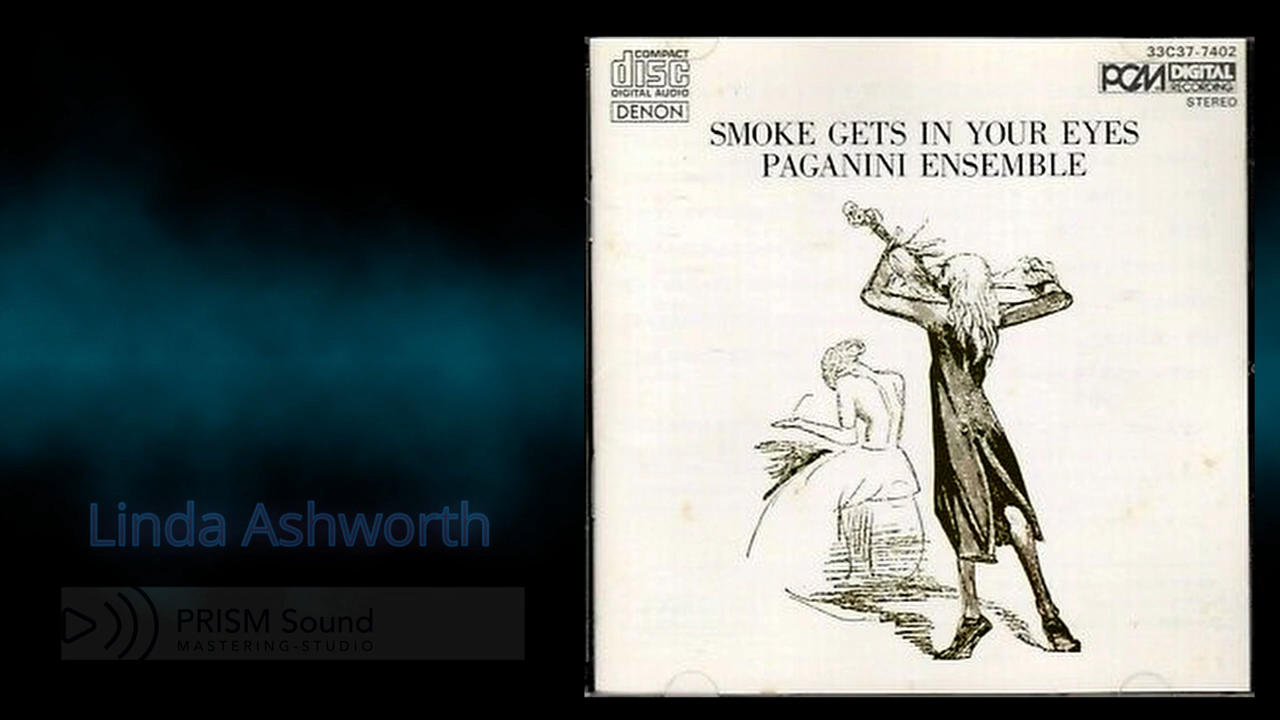 Linda Ashworth
PRISM Sound
MASTERING-STUDIO
COMPACT
disc
DIGITAL AUDIO
DENON
33C37-7402
PCM DIGITAL
RECORDING
STEREO
SMOKE GETS IN YOUR EYES
PAGANINI ENSEMBLE